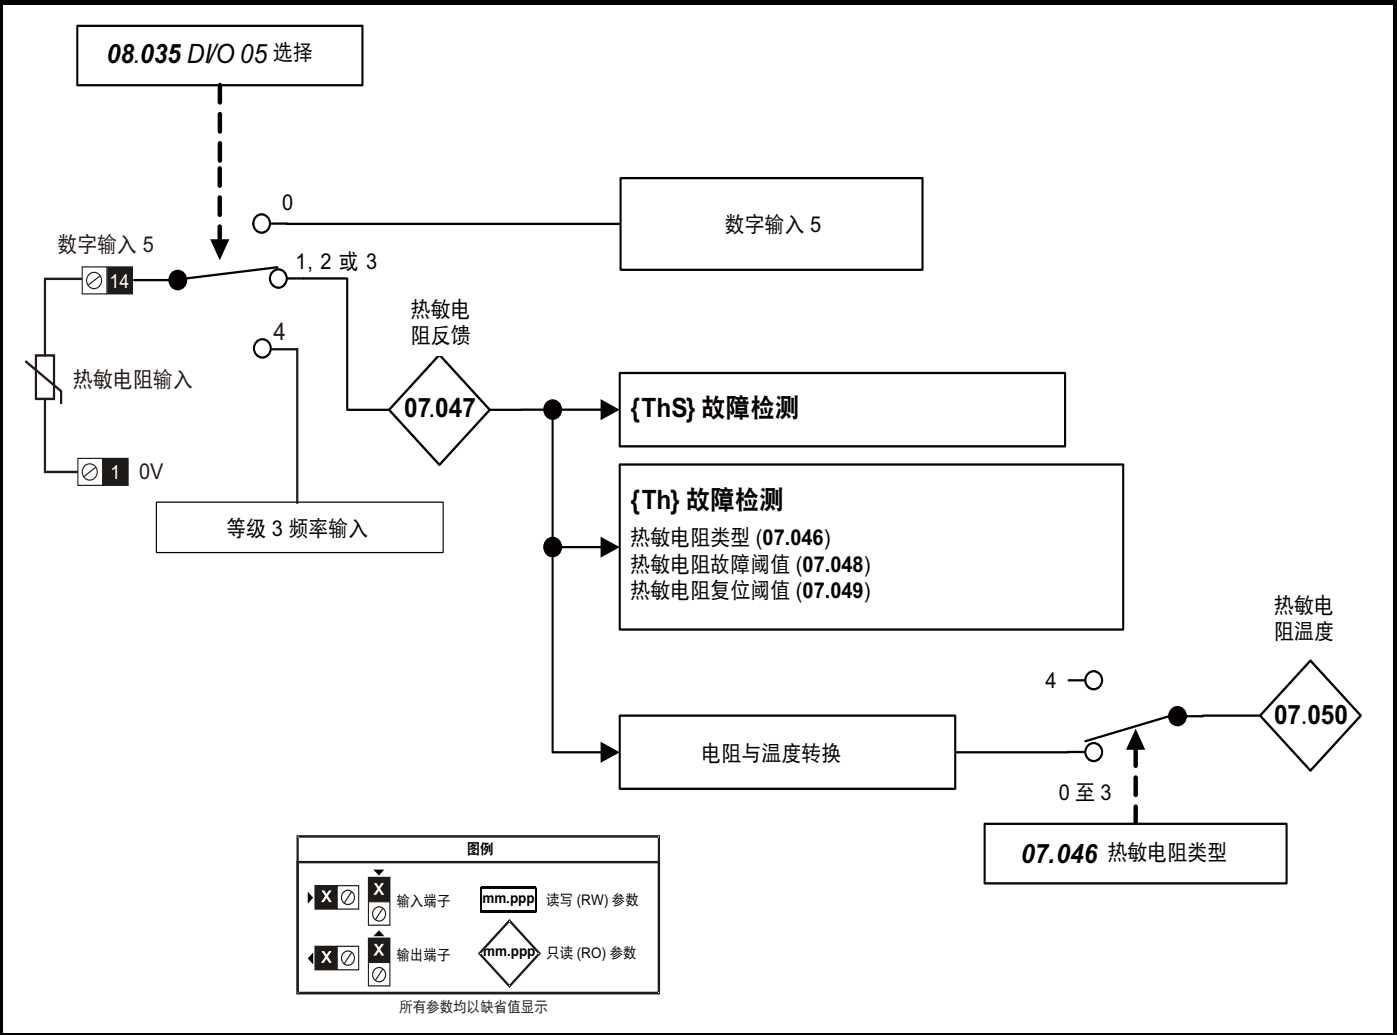 08.035 DI/O 05 选择
0
数字输入 5
数字输入 5
14
1, 2 或 3
4
热敏电
阻反馈
热敏电阻输入
07.047
{ThS} 故障检测
1 0V
等级 3 频率输入
{Th} 故障检测
热敏电阻类型 (07.046)
热敏电阻故障阈值 (07.048)
热敏电阻复位阈值 (07.049)
热敏电
阻温度
4
07.050
电阻与温度转换
0 至 3
07.046 热敏电阻类型
图例
X X 输入端子 mm.ppp 读写 (RW) 参数
X X 输出端子 mm.ppp 只读 (RO) 参数
所有参数均以缺省值显示